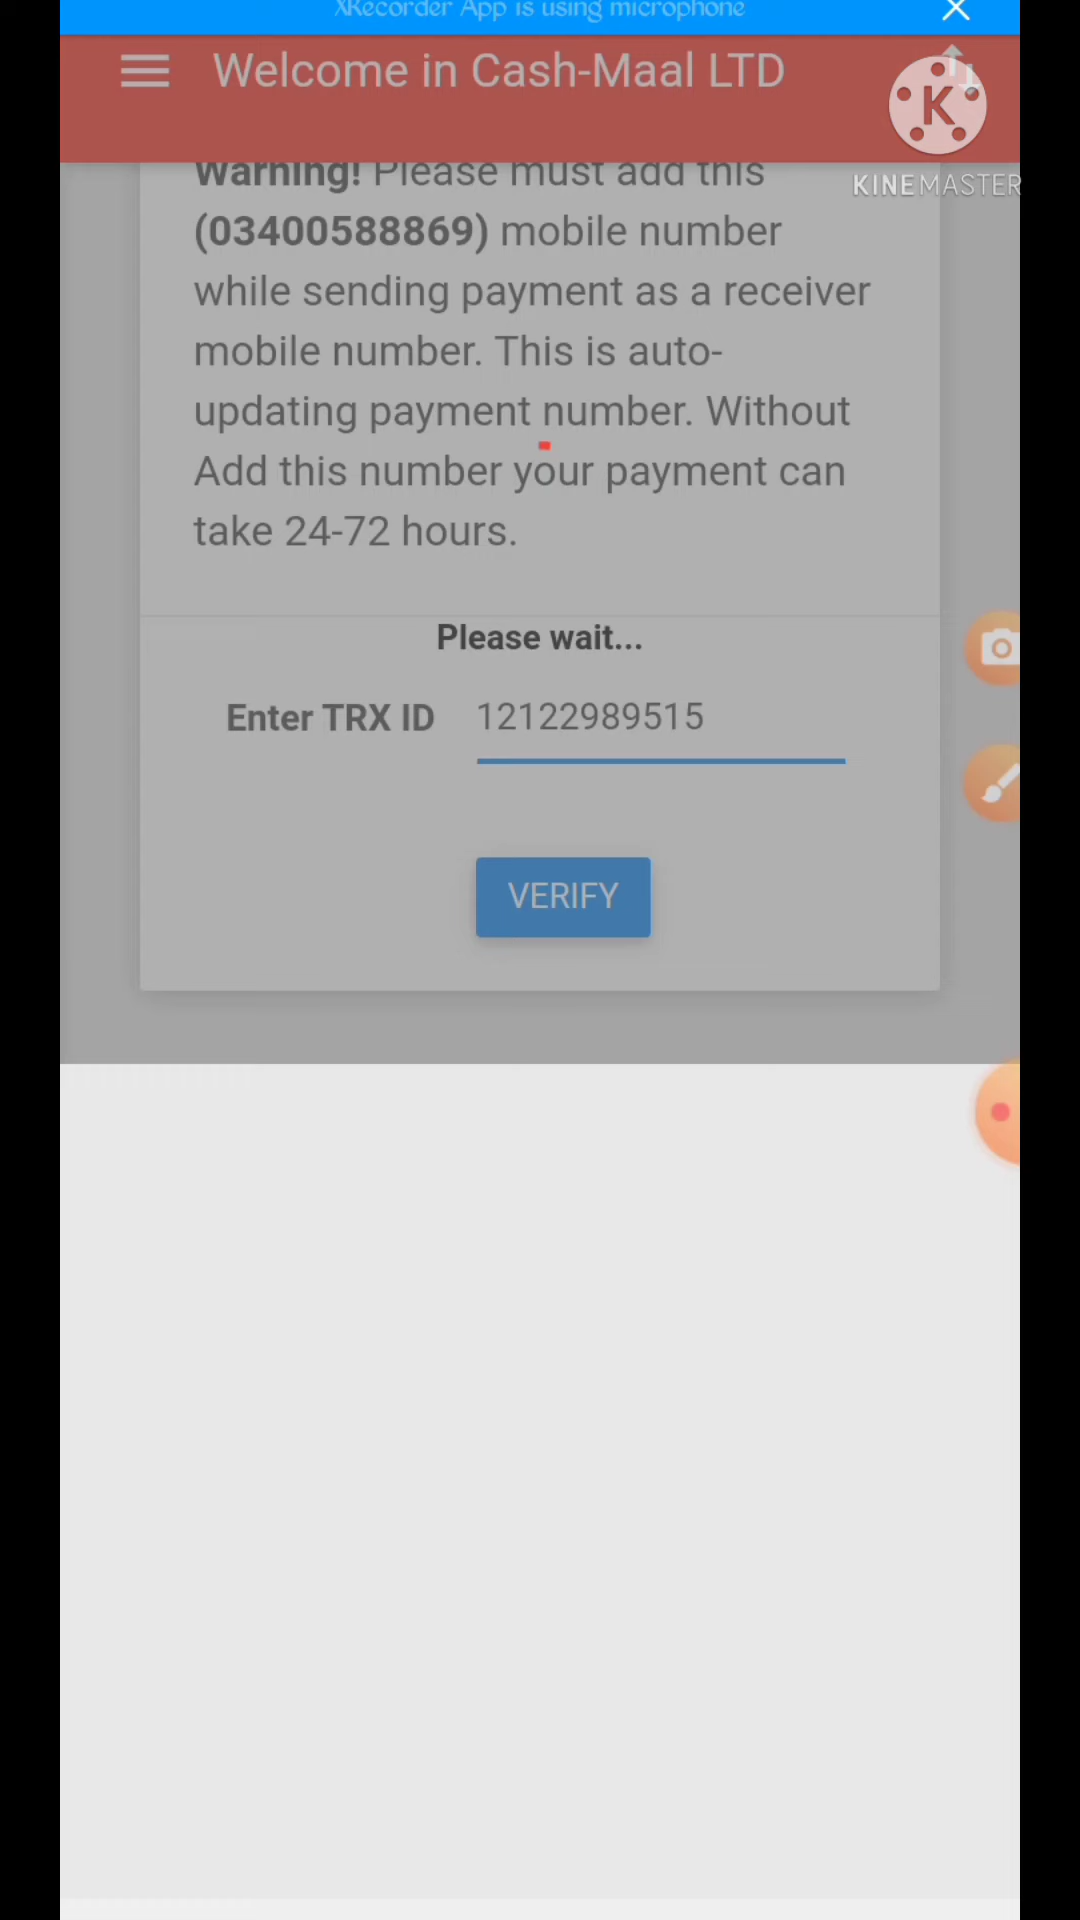 XRecorder App is using microphone
Welcome in Cash-Maal LTD
K
KINEMASTER
Warning! Please must add this
(03400588869) mobile number
while sending payment as a receiver
mobile number. This is auto-
updating payment number. Without
Add this number your payment can
take 24-72 hours.
Please wait...
Enter TRX ID 12122989515
VERIFY